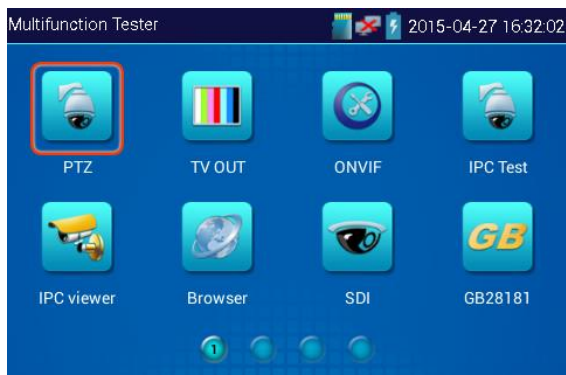 Multifunction Tester 2015-04-27 16:32:02
PTZ TV OUT ONVIF IPC Test
GB
IPC viewer Browser SDI GB28181
1